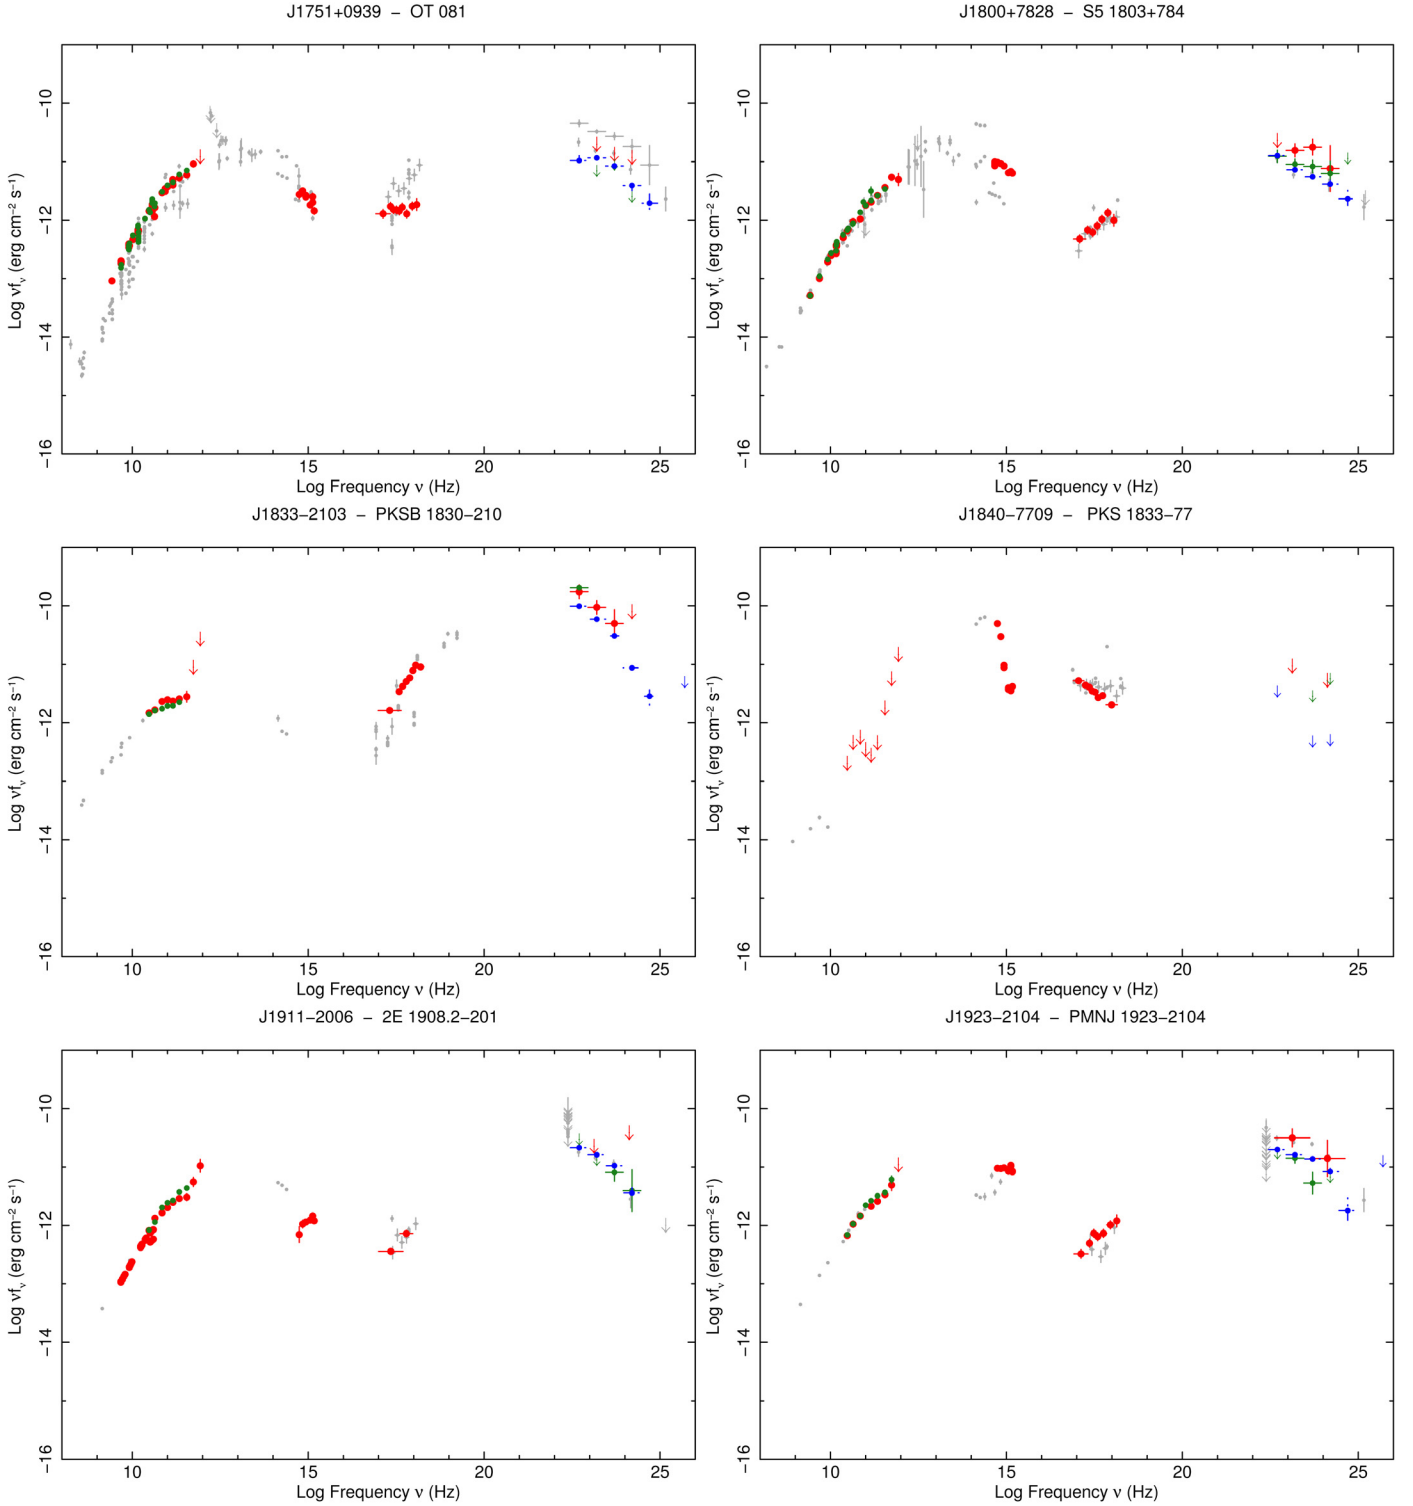 J1751+0939 – OT 081
J1800+7828 – S5 1803+784
Log νfν (erg cm−2 s−1)
−10
−12
−14
−16
10 15 20 25
Log Frequency ν (Hz)
Log νfν (erg cm−2 s−1)
−10
−12
−14
−16
10 15 20 25
Log Frequency ν (Hz)
J1833−2103 – PKSB 1830−210
J1840−7709 – PKS 1833−77
Log νfν (erg cm−2 s−1)
−10
−12
−14
−16
10 15 20 25
Log Frequency ν (Hz)
Log νfν (erg cm−2 s−1)
−10
−12
−14
−16
10 15 20 25
Log Frequency ν (Hz)
J1911−2006 – 2E 1908.2−201
J1923−2104 – PMNJ 1923−2104
Log νfν (erg cm−2 s−1)
−10
−12
−14
−16
10 15 20 25
Log Frequency ν (Hz)
Log νfν (erg cm−2 s−1)
−10
−12
−14
−16
10 15 20 25
Log Frequency ν (Hz)